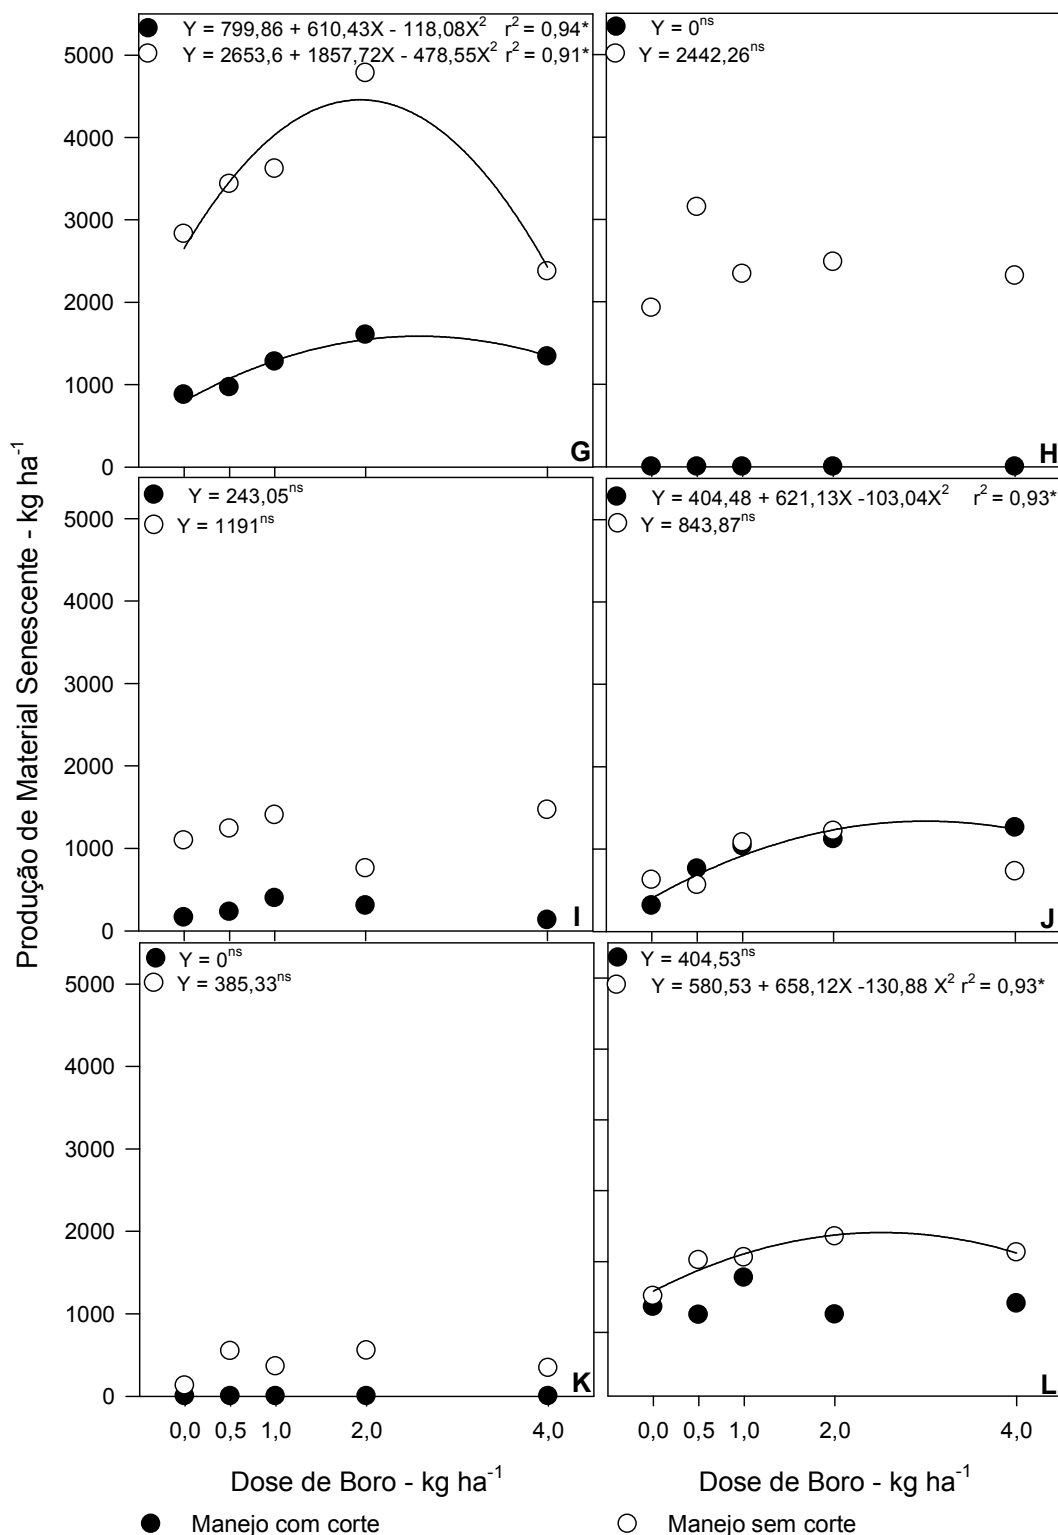 Produção de Material Senescente - kg ha⁻¹
Y = 799,86 + 610,43X - 118,08X² r² = 0,94*
Y = 2653,6 + 1857,72X - 478,55X² r² = 0,91*
5000
4000
3000
2000
1000
0
G
Y = 0ⁿˢ
Y = 2442,26ⁿˢ
H
Y = 243,05ⁿˢ
Y = 1191ⁿˢ
5000
4000
3000
2000
1000
0
I
Y = 404,48 + 621,13X -103,04X² r² = 0,93*
Y = 843,87ⁿˢ
J
Y = 0ⁿˢ
Y = 385,33ⁿˢ
5000
4000
3000
2000
1000
0
K
Y = 404,53ⁿˢ
Y = 580,53 + 658,12X -130,88 X² r² = 0,93*
L
0,0 0,5 1,0 2,0 4,0
0,0 0,5 1,0 2,0 4,0
Dose de Boro - kg ha⁻¹
Dose de Boro - kg ha⁻¹
Manejo com corte
Manejo sem corte